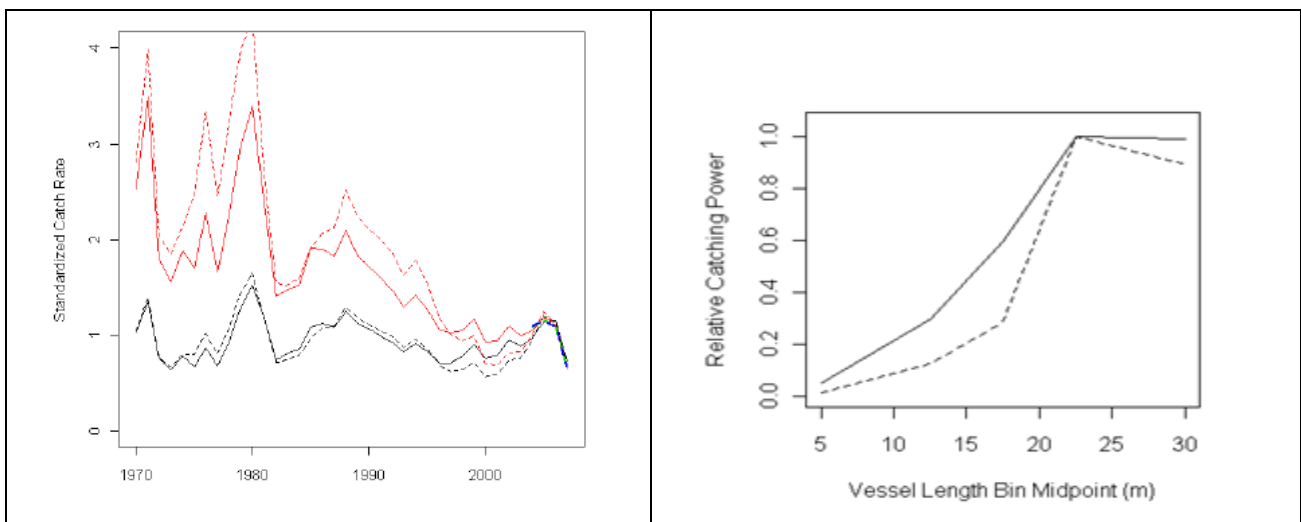 Standardized Catch Rate
4
3
2
1
0
1970 1980 1990 2000
Relative Catching Power
1.0
0.8
0.6
0.4
0.2
0.0
5 10 15 20 25 30
Vessel Length Bin Midpoint (m)